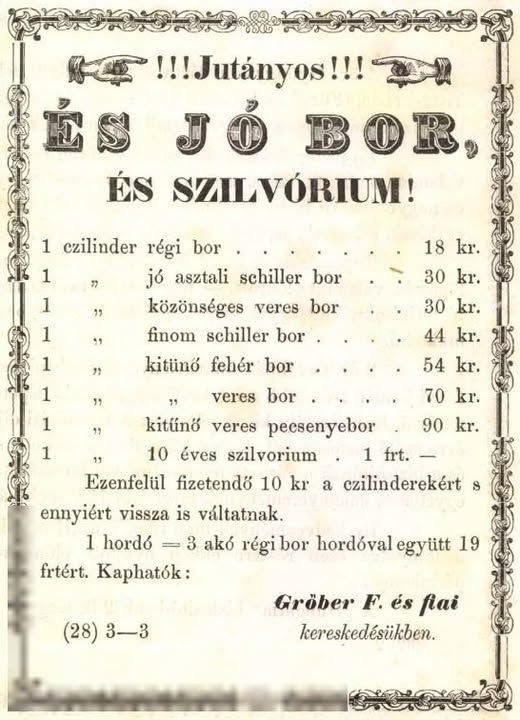 !!!Jutányos!!!
ÉS JÓ BOR,
ÉS SZILVÓRIUM!
1 czilinder régi bor . . . . . . 18 kr.
1 „ jó asztali schiller bor . . 30 kr.
1 „ közönséges veres bor . . 30 kr.
1 „ finom schiller bor . . . . 44 kr.
1 „ kitünő fehér bor . . . . 54 kr.
1 „ „ veres bor . . . . 70 kr.
1 „ kitűnő veres pecsenyebor 90 kr.
1 „ 10 éves szilvorium . 1 frt. —
Ezenfelül fizetendő 10 kr a czilinderekért s
ennyiért vissza is váltatnak.
1 hordó = 3 akó régi bor hordóval együtt 19
frtért. Kaphatók:
Gröber F. és fiai
(28) 3—3 kereskedésükben.